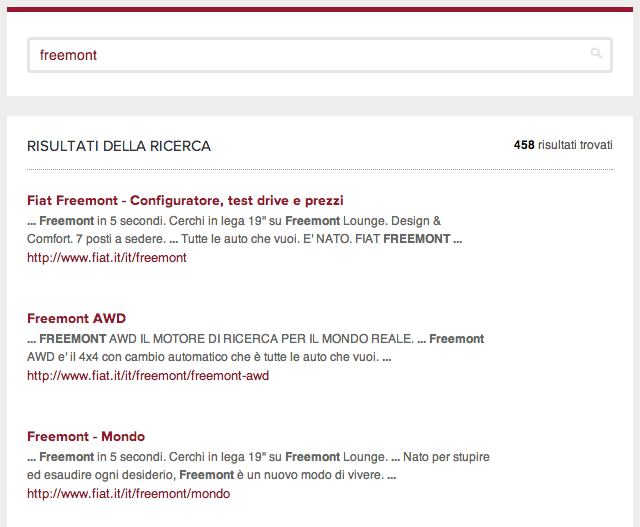 freemont
RISULTATI DELLA RICERCA
458 risultati trovati
Fiat Freemont - Configuratore, test drive e prezzi
... Freemont in 5 secondi. Cerchi in lega 19" su Freemont Lounge. Design &
Comfort. 7 posti a sedere. ... Tutte le auto che vuoi. E' NATO. FIAT FREEMONT ...
http://www.fiat.it/it/freemont
Freemont AWD
... FREEMONT AWD IL MOTORE DI RICERCA PER IL MONDO REALE. ... Freemont
AWD e' il 4x4 con cambio automatico che è tutte le auto che vuoi. ...
http://www.fiat.it/it/freemont/freemont-awd
Freemont - Mondo
... Freemont in 5 secondi. Cerchi in lega 19" su Freemont Lounge. ... Nato per stupire
ed esaudire ogni desiderio, Freemont è un nuovo modo di vivere. ...
http://www.fiat.it/it/freemont/mondo